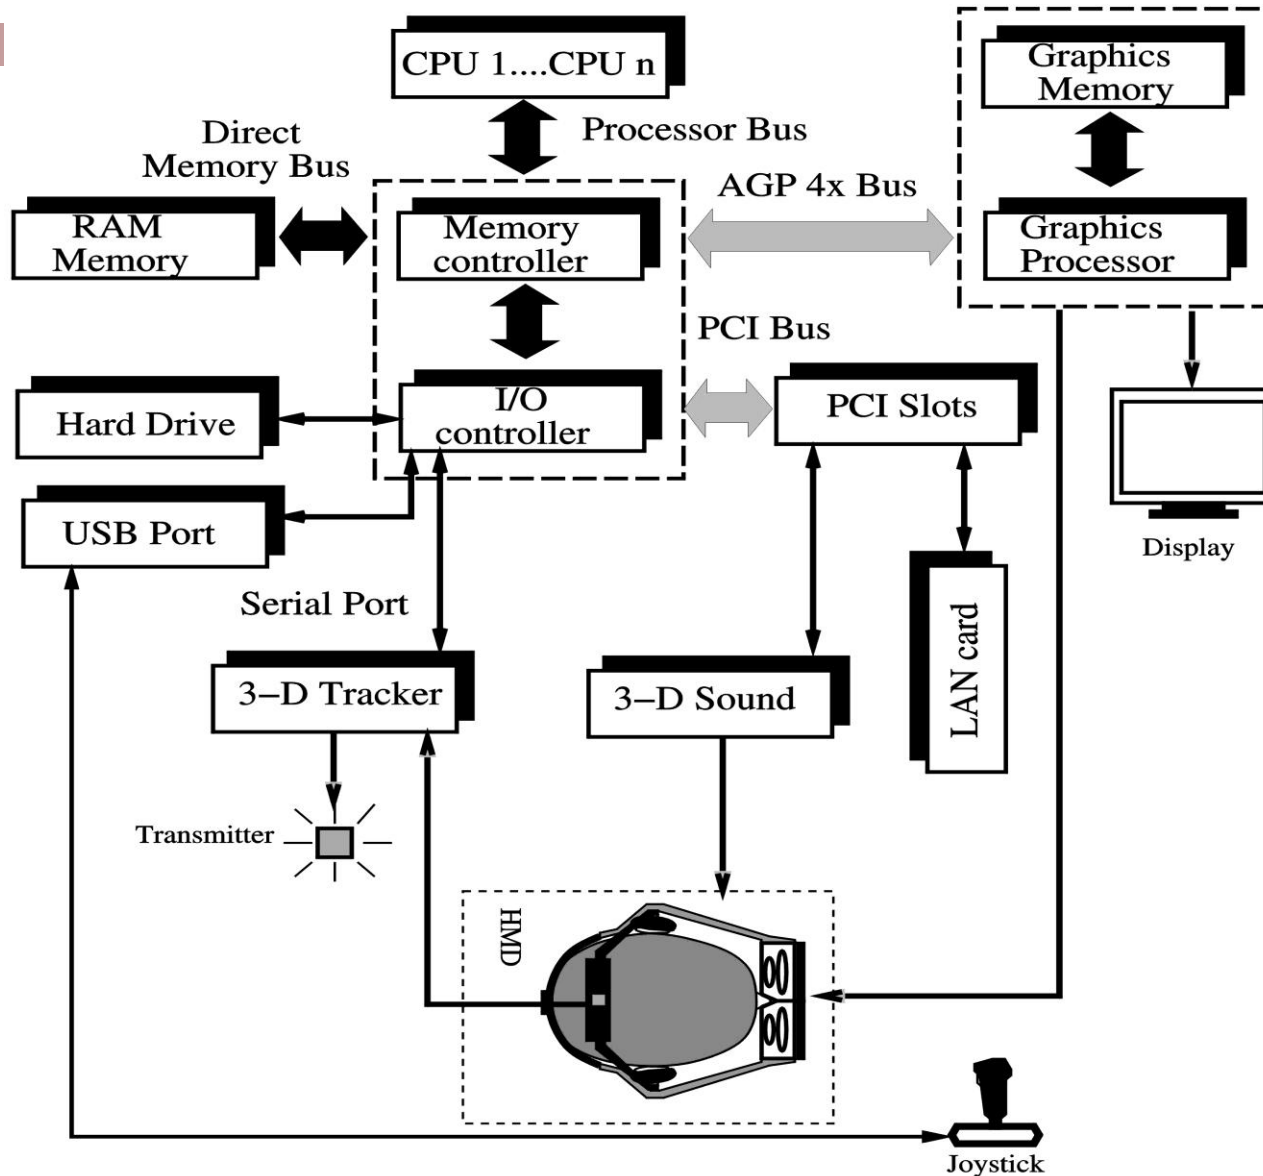 CPU 1....CPU n
Graphics
Memory
Processor Bus
Direct
Memory Bus
AGP 4x Bus
RAM
Memory
Memory
controller
Graphics
Processor
PCI Bus
I/O
controller
PCI Slots
Hard Drive
USB Port
Display
Serial Port
LAN card
3–D Tracker
3–D Sound
Transmitter
HMD
Joystick